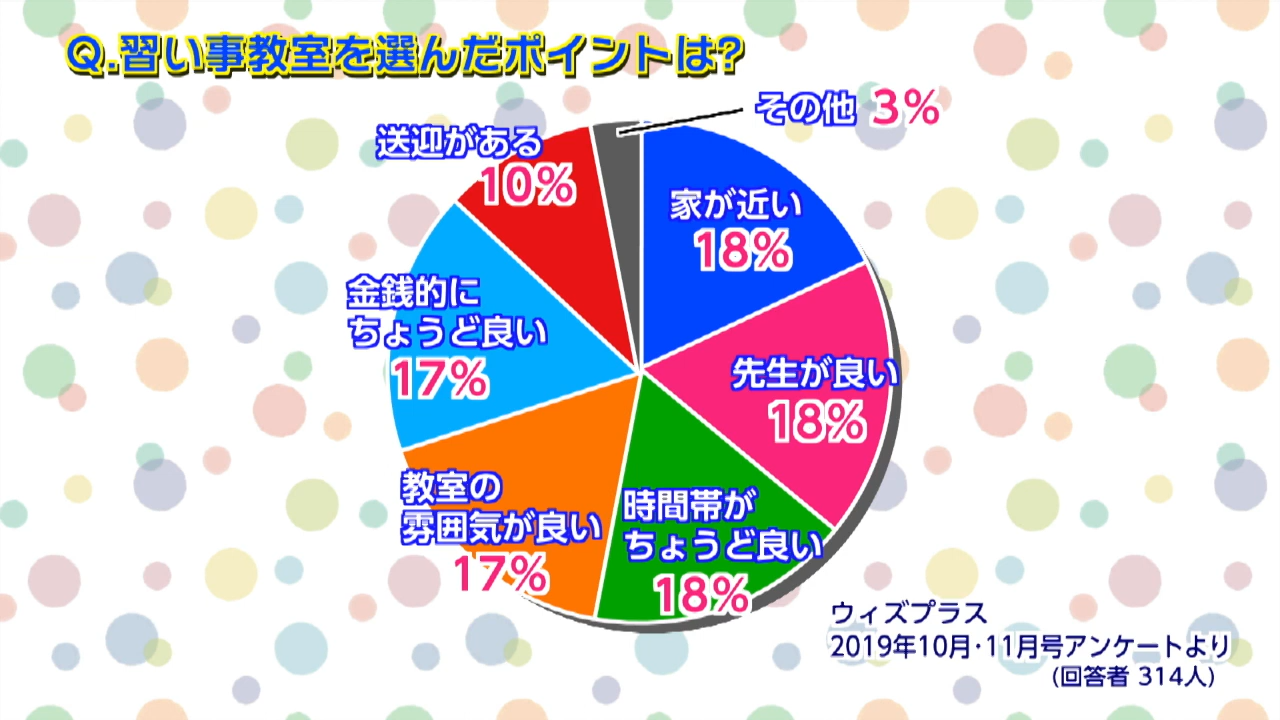 Q.習い事教室を選んだポイントは?
その他 3%
送迎がある
10%
家が近い
18%
金銭的に
ちょうど良い
17%
先生が良い
18%
教室の
雰囲気が良い
17%
時間帯が
ちょうど良い
18%
ウィズプラス
2019年10月・11月号アンケートより
(回答者 314人)